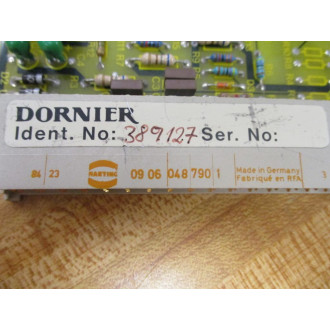 DORNIER
Ident. No: 389127 Ser. No:
84 23 HARTING 09 06 048 790 1 Made in Germany 3
Fabriqué en RFA